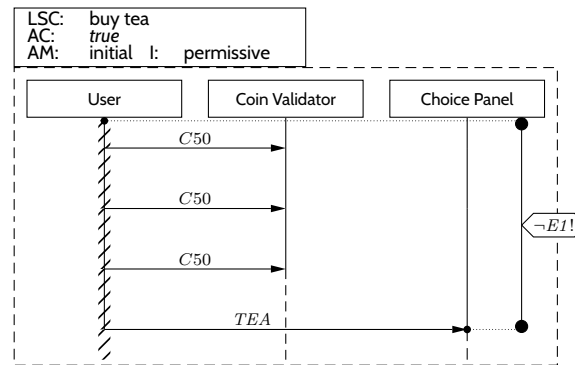 LSC: buy tea
AC: true
AM: initial I: permissive
User Coin Validator Choice Panel
C50
C50
¬E1!
C50
TEA